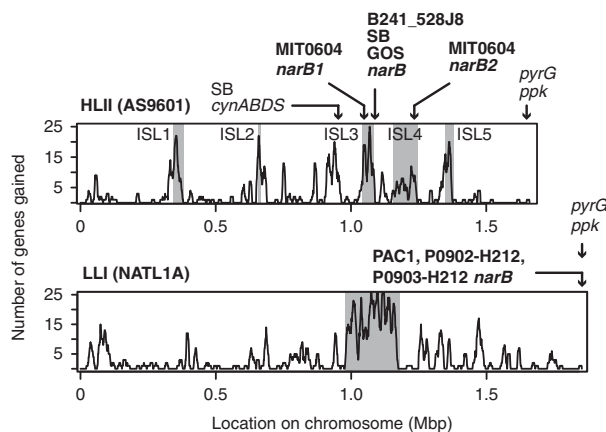 B241_528J8
SB
GOS
narB
MIT0604
narB1
MIT0604
narB2
SB
cynABDS
pyrG
ppk
HLII (AS9601)
ISL1
ISL2
ISL3
ISL4
ISL5
25
15
5
0
0.5
1.0
1.5
Number of genes gained
pyrG
ppk
PAC1, P0902-H212,
P0903-H212 narB
LLI (NATL1A)
25
15
5
0
0.5
1.0
1.5
Location on chromosome (Mbp)